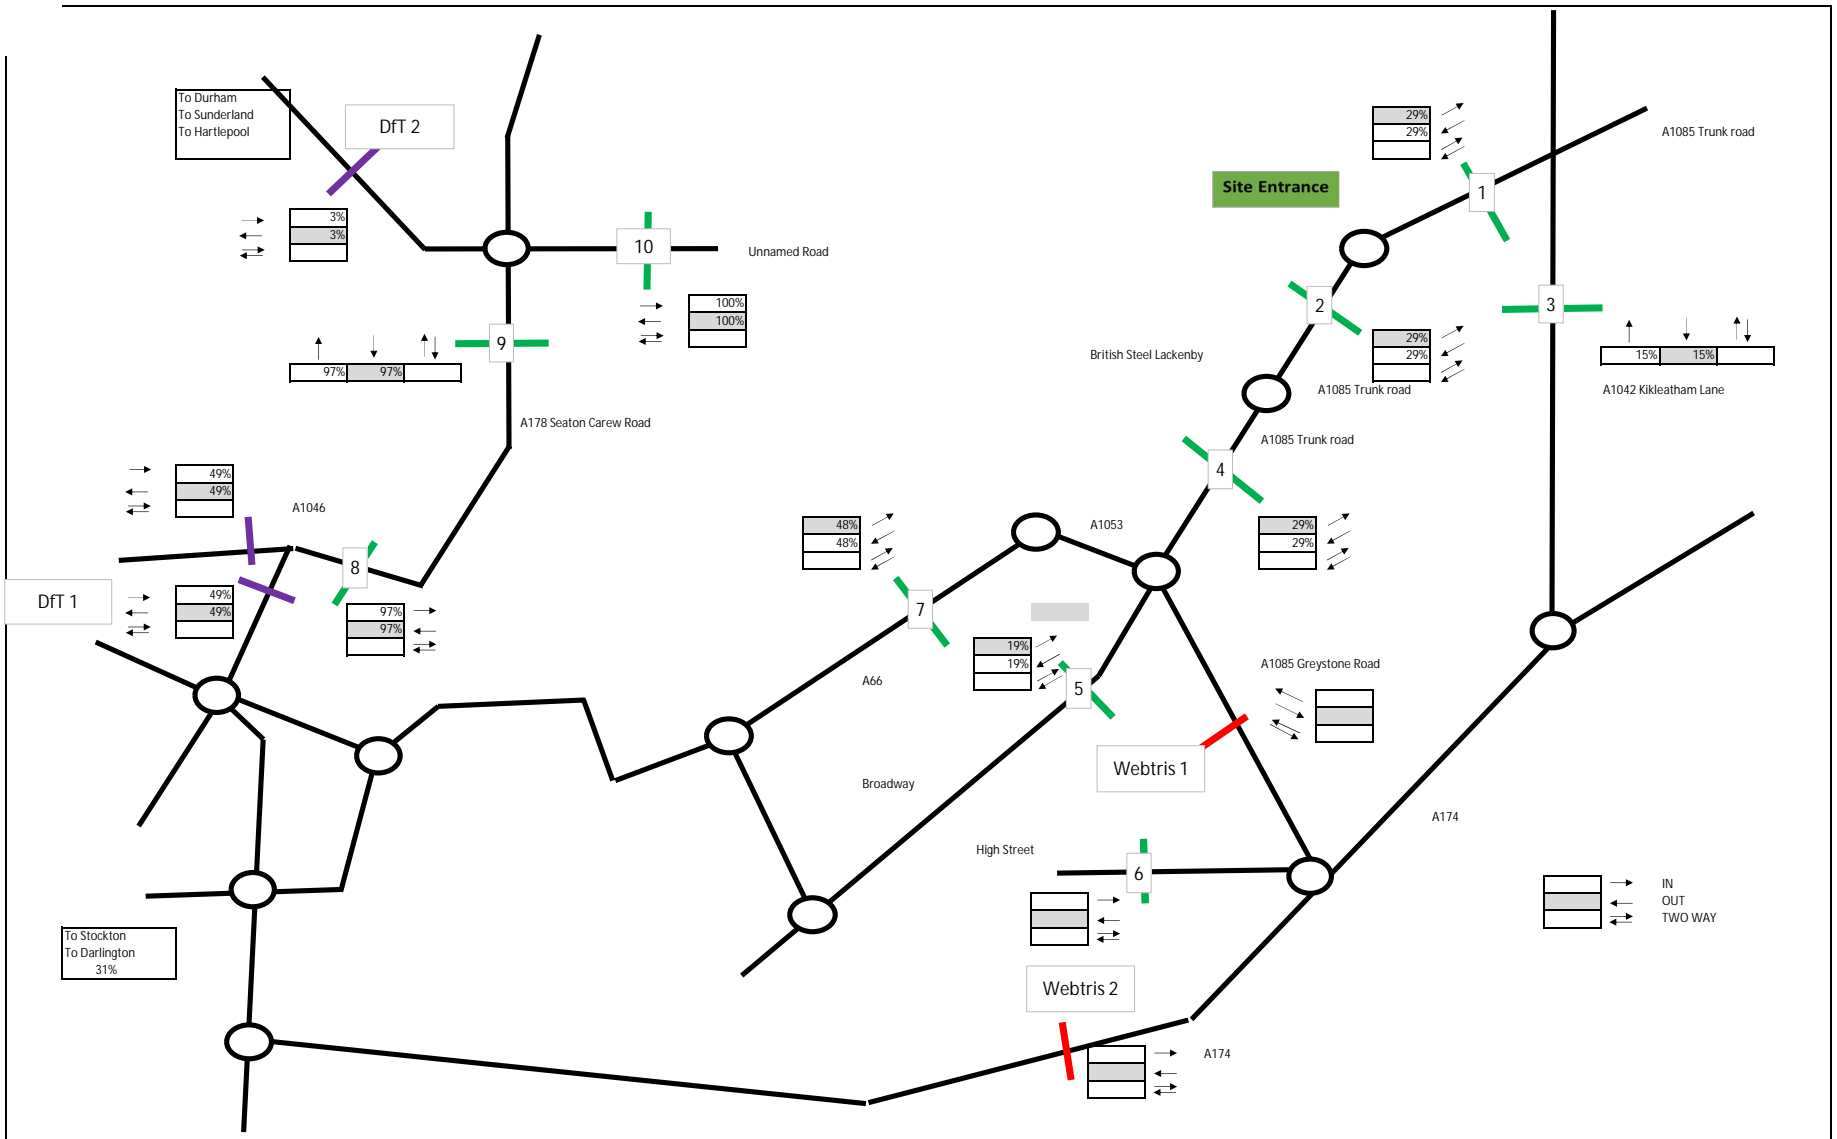 To Durham
To Sunderland
To Hartlepool
DfT 2
29%
29%
A1085 Trunk road
Site Entrance
1
3%
3%
10
Unnamed Road
100%
100%
2
3
9
29%
29%
15% 15%
British Steel Lackenby
97% 97%
A1085 Trunk road
A1042 Kikleatham Lane
A178 Seaton Carew Road
A1085 Trunk road
4
49%
49%
A1046
48%
48%
A1053
29%
29%
8
DfT 1
49%
49%
97%
97%
7
19%
19%
5
A66
A1085 Greystone Road
Webtris 1
Broadway
A174
High Street
6
IN
OUT
TWO WAY
To Stockton
To Darlington
31%
Webtris 2
A174